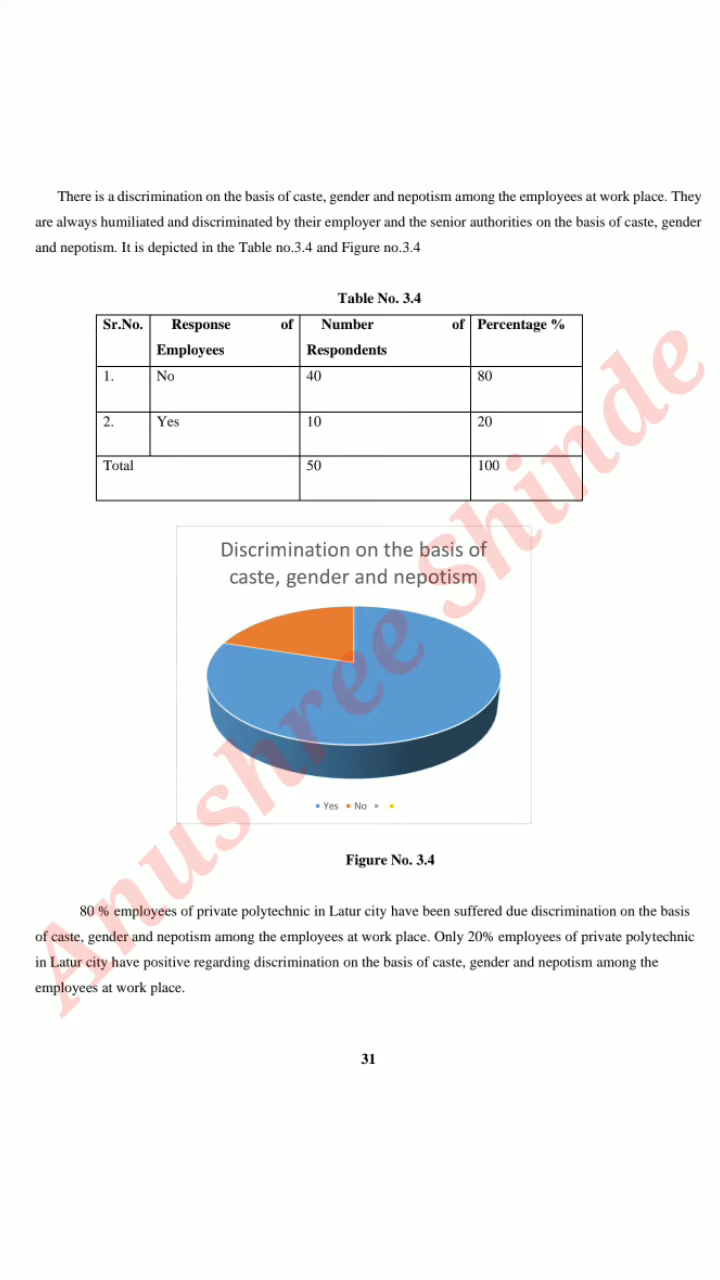 There is a discrimination on the basis of caste, gender and nepotism among the employees at work place. They
are always humiliated and discriminated by their employer and the senior authorities on the basis of caste, gender
and nepotism. It is depicted in the Table no.3.4 and Figure no.3.4
Table No. 3.4
Sr.No. Response of Employees Number of Respondents Percentage %
1. No 40 80
2. Yes 10 20
Total 50 100
Discrimination on the basis of
caste, gender and nepotism
Yes No
Figure No. 3.4
80 % employees of private polytechnic in Latur city have been suffered due discrimination on the basis
of caste, gender and nepotism among the employees at work place. Only 20% employees of private polytechnic
in Latur city have positive regarding discrimination on the basis of caste, gender and nepotism among the
employees at work place.
31
Anushree Shinde